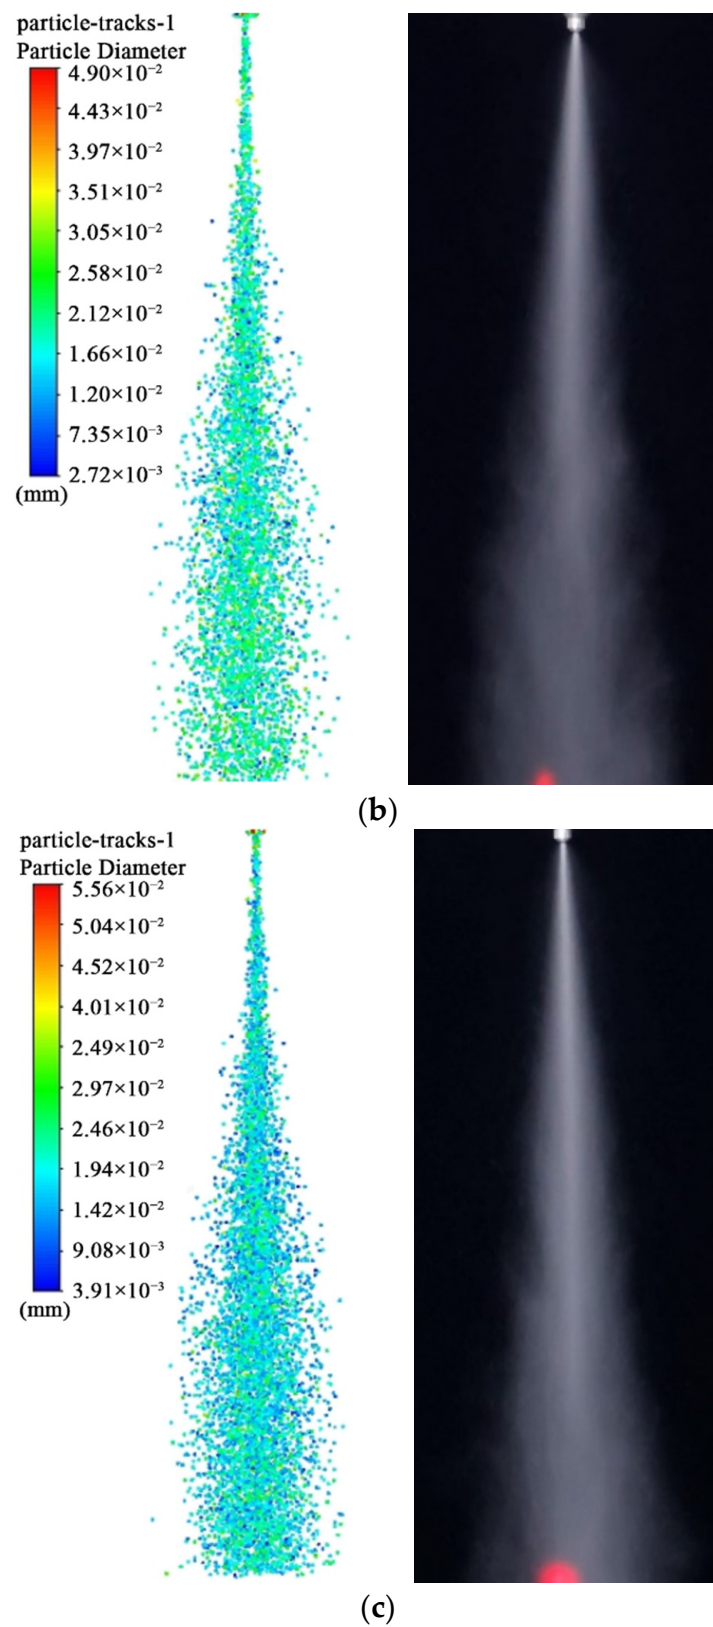 particle-tracks-1
Particle Diameter
4.90×10⁻²
4.43×10⁻²
3.97×10⁻²
3.51×10⁻²
3.05×10⁻²
2.58×10⁻²
2.12×10⁻²
1.66×10⁻²
1.20×10⁻²
7.35×10⁻³
2.72×10⁻³
(mm)
(b)
particle-tracks-1
Particle Diameter
5.56×10⁻²
5.04×10⁻²
4.52×10⁻²
4.01×10⁻²
2.49×10⁻²
2.97×10⁻²
2.46×10⁻²
1.94×10⁻²
1.42×10⁻²
9.08×10⁻³
3.91×10⁻³
(mm)
(c)